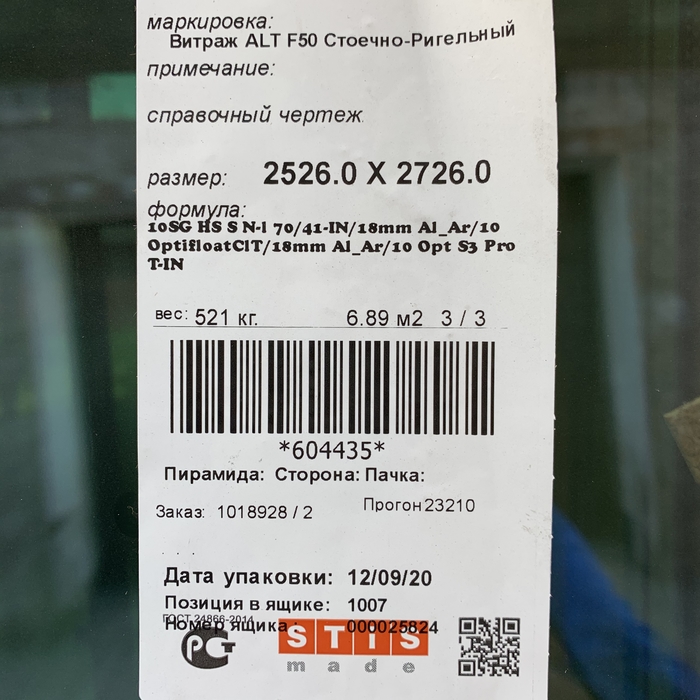 маркировка:
Витраж ALT F50 Стоечно-Ригельный
примечание:
справочный чертеж
размер: 2526.0 X 2726.0
формула:
10SG HS S N-l 70/41-IN/18mm Al_Ar/10
OptifloatClT/18mm Al_Ar/10 Opt S3 Pro
T-IN
вес: 521 кг. 6.89 м2 3 / 3
*604435*
Пирамида: Сторона: Пачка:
Заказ: 1018928 / 2 Прогон 23210
. . .
Дата упаковки: 12/09/20
Позиция в ящике: 1007
ГОСТ 24866-2014
Номер ящика: 000025824
РСТ STiS
made